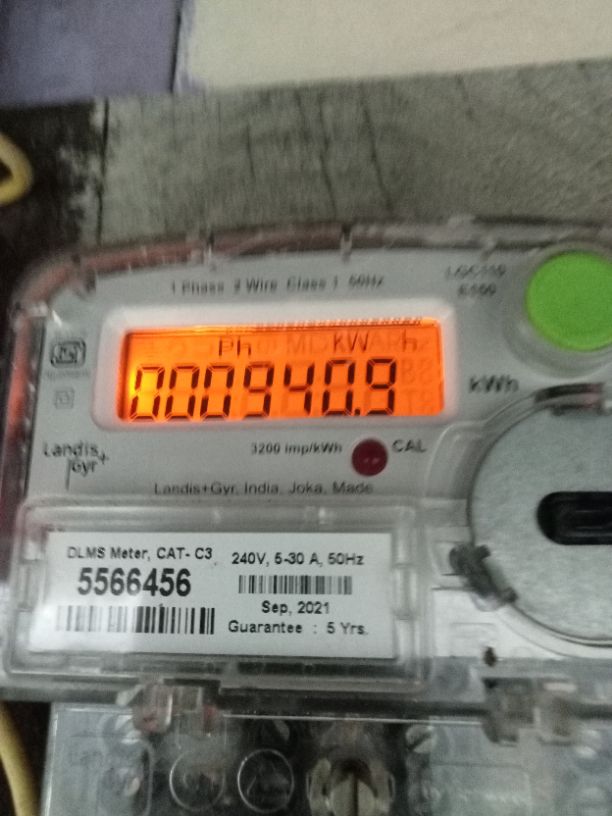 1 Phase 2 Wire Class 1 50Hz
Ph KW h
000940.9
kWh
3200 imp/kWh
CAL
Landis+
Gyr
Landis+Gyr, India, Joka, Made
DLMS Meter, CAT- C3
5566456
240V, 5-30 A, 50Hz
Sep, 2021
Guarantee : 5 Yrs.